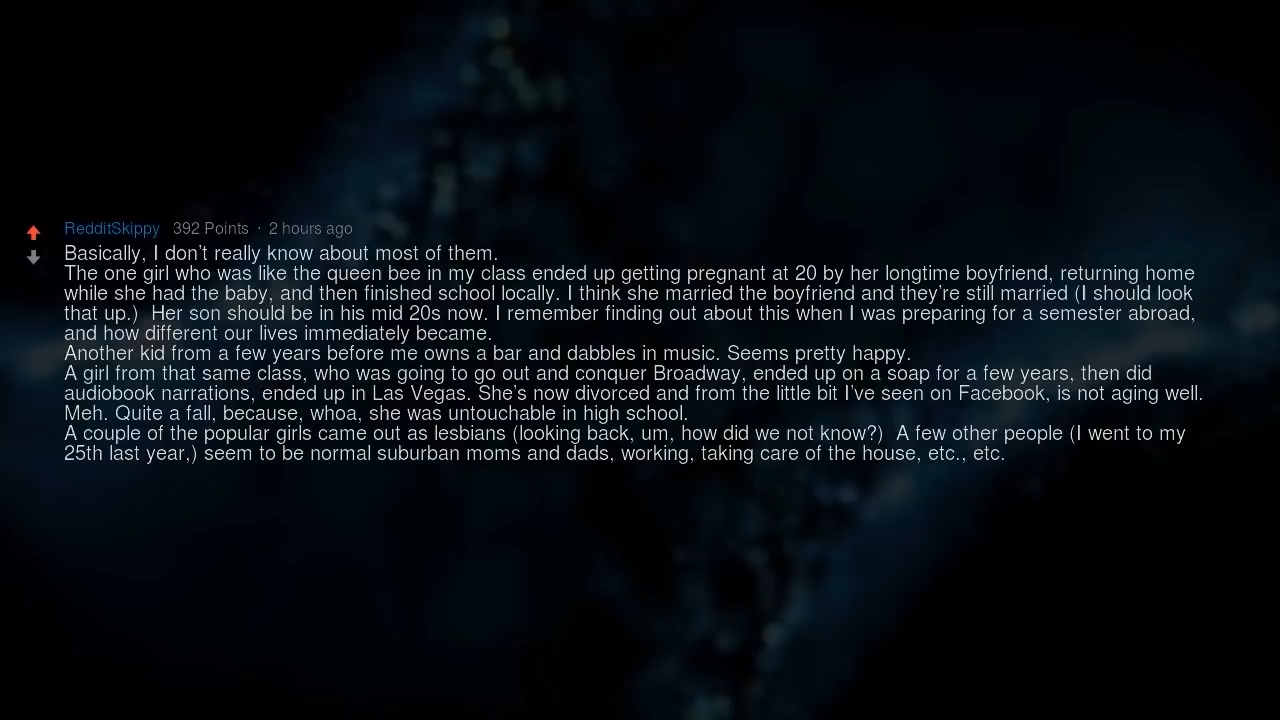 RedditSkippy 392 Points · 2 hours ago
Basically, I don't really know about most of them.
The one girl who was like the queen bee in my class ended up getting pregnant at 20 by her longtime boyfriend, returning home
while she had the baby, and then finished school locally. I think she married the boyfriend and they're still married (I should look
that up.)  Her son should be in his mid 20s now. I remember finding out about this when I was preparing for a semester abroad,
and how different our lives immediately became.
Another kid from a few years before me owns a bar and dabbles in music. Seems pretty happy.
A girl from that same class, who was going to go out and conquer Broadway, ended up on a soap for a few years, then did
audiobook narrations, ended up in Las Vegas. She's now divorced and from the little bit I've seen on Facebook, is not aging well.
Meh. Quite a fall, because, whoa, she was untouchable in high school.
A couple of the popular girls came out as lesbians (looking back, um, how did we not know?)  A few other people (I went to my
25th last year,) seem to be normal suburban moms and dads, working, taking care of the house, etc., etc.